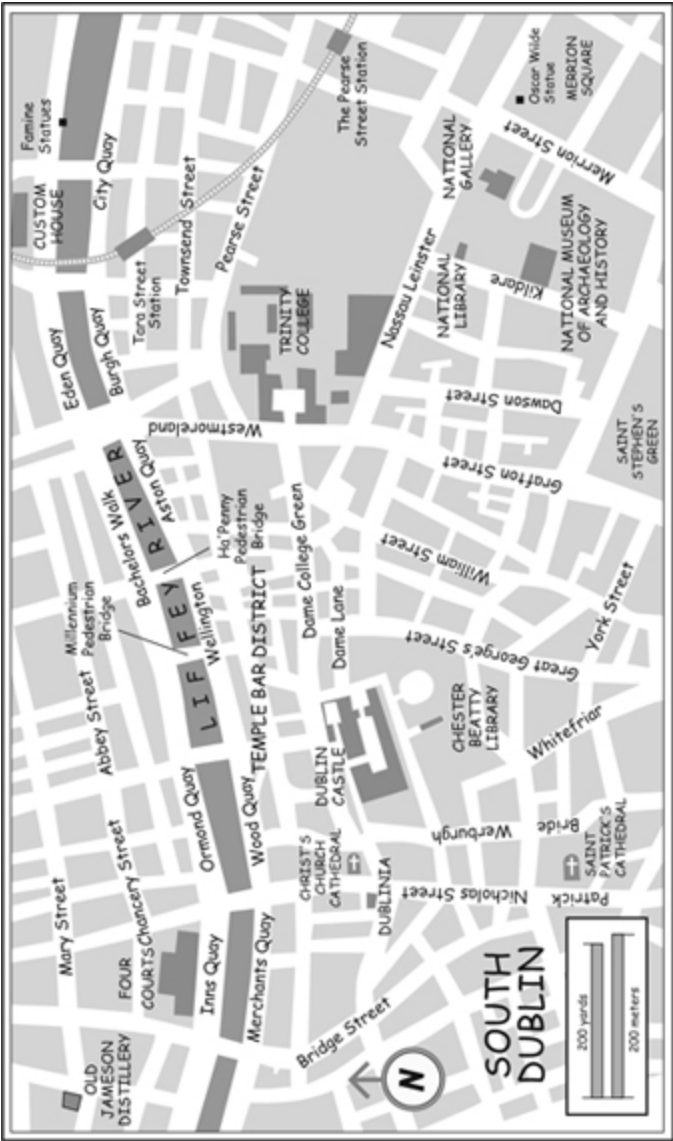 OLD
JAMESON
DISTILLERY
Mary Street
FOUR
COURTS
Chancery Street
Abbey Street
Millennium
Pedestrian
Bridge
Bachelors Walk
Eden Quay
CUSTOM
HOUSE
Famine
Statues
Inns Quay
Ormond Quay
LIFFEY RIVER
Merchants Quay
Wood Quay
Wellington
Aston Quay
Burgh Quay
City Quay
Ha'Penny
Pedestrian
Bridge
Tara Street
Station
Townsend Street
Pearse Street
The Pearse
Street Station
TEMPLE BAR DISTRICT
Westmoreland
TRINITY
COLLEGE
Bridge Street
CHRIST'S
CHURCH
CATHEDRAL
DUBLINIA
DUBLIN
CASTLE
Dame College Green
Dame Lane
Nassau Leinster
NATIONAL
GALLERY
Oscar Wilde
Statue
MERRION
SQUARE
Merrion Street
NATIONAL
LIBRARY
Kildare
NATIONAL MUSEUM
OF ARCHAEOLOGY
AND HISTORY
Dawson Street
Grafton Street
William Street
Great George's Street
CHESTER
BEATTY
LIBRARY
Werburgh
Nicholas Street
Whitefriar
Bride
Patrick
SAINT
PATRICK'S
CATHEDRAL
York Street
SAINT
STEPHEN'S
GREEN
N
SOUTH
DUBLIN
200 yards
200 meters